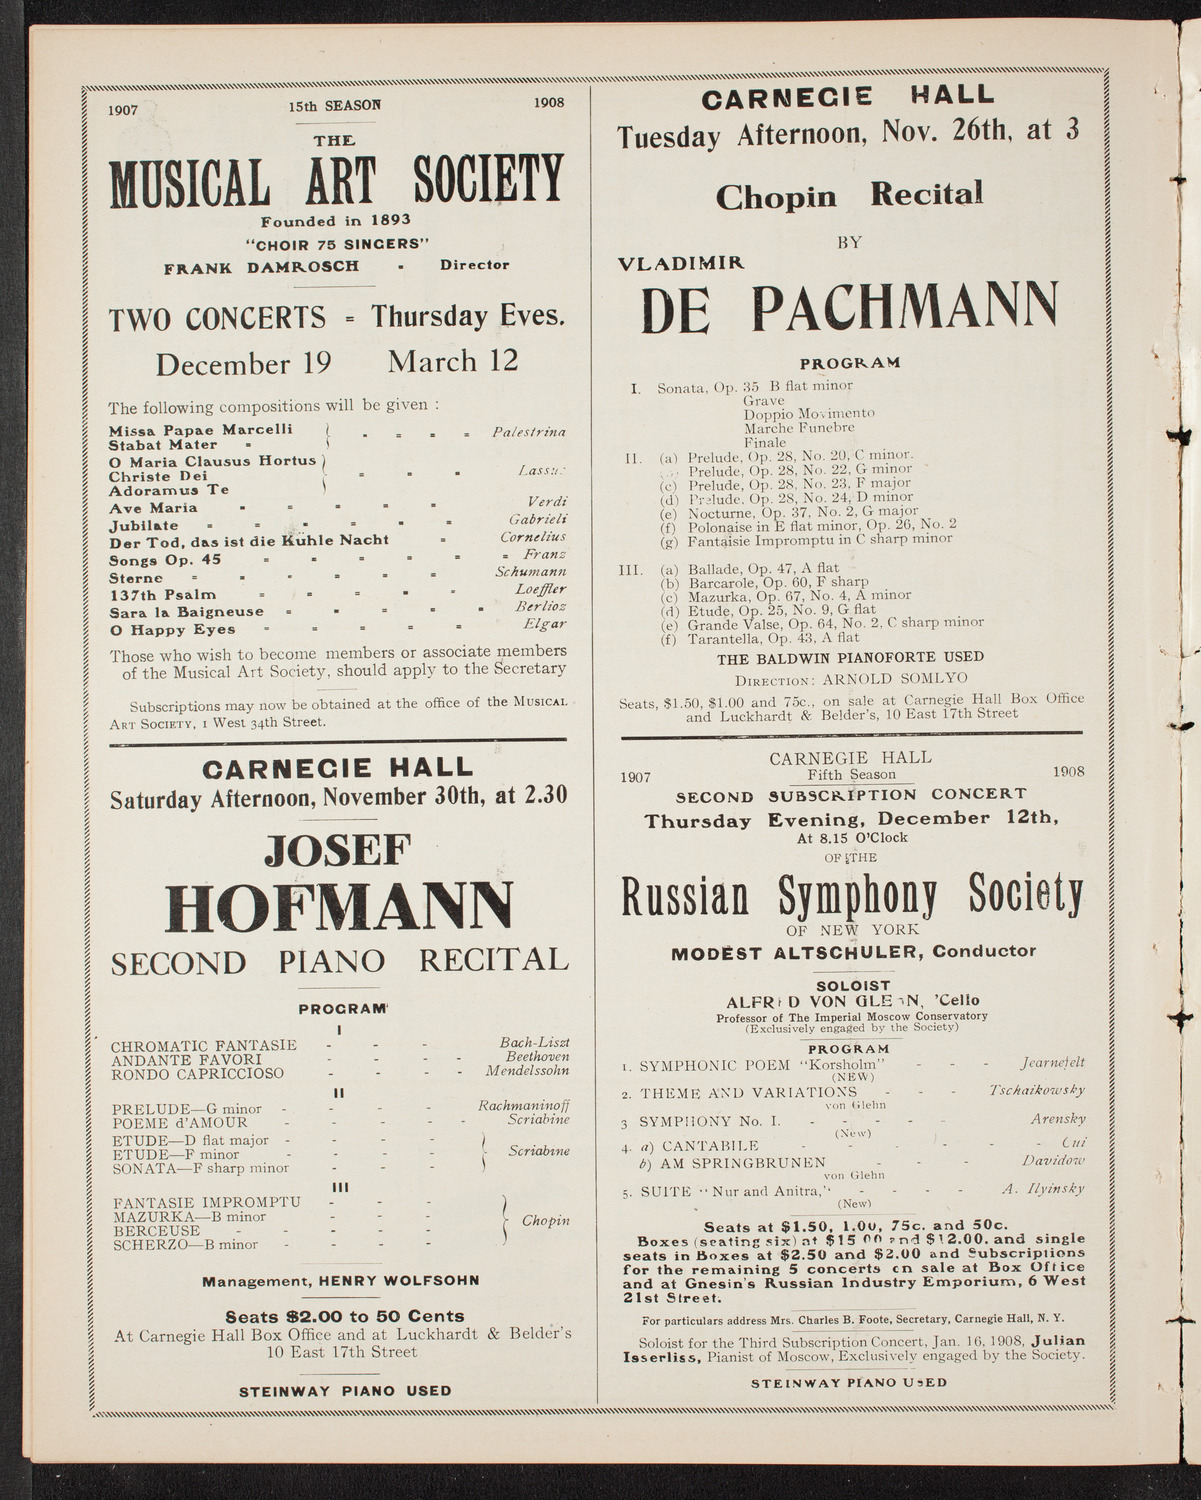 1907 15th SEASON 1908
THE
MUSICAL ART SOCIETY
Founded in 1893
"CHOIR 75 SINGERS"
FRANK DAMROSCH - Director
TWO CONCERTS = Thursday Eves.
December 19 March 12
The following compositions will be given :
Missa Papae Marcelli
Stabat Mater - - = = = Palestrina
O Maria Clausus Hortus
Christe Dei = - - Lassus
Adoramus Te
Ave Maria - = = = = Verdi
Jubilate = = - = = Gabrieli
Der Tod, das ist die Kühle Nacht = Cornelius
Songs Op. 45 = = = = = = Franz
Sterne = - = = = = Schumann
137th Psalm = = - = = Loeffler
Sara la Baigneuse = - = = - Berlioz
O Happy Eyes = = = = = Elgar
Those who wish to become members or associate members
of the Musical Art Society, should apply to the Secretary
Subscriptions may now be obtained at the office of the MUSICAL
ART SOCIETY, 1 West 34th Street.
CARNEGIE HALL
Saturday Afternoon, November 30th, at 2.30
JOSEF
HOFMANN
SECOND PIANO RECITAL
PROGRAM
I
CHROMATIC FANTASIE - - - Bach-Liszt
ANDANTE FAVORI - - - - Beethoven
RONDO CAPRICCIOSO - - - - Mendelssohn
II
PRELUDE—G minor - - - - Rachmaninoff
POEME d'AMOUR - - - - - Scriabine
ETUDE—D flat major - - - -
ETUDE—F minor - - - - Scriabine
SONATA—F sharp minor - - -
III
FANTASIE IMPROMPTU - - -
MAZURKA—B minor - - - Chopin
BERCEUSE - - - - -
SCHERZO—B minor - - - -
Management, HENRY WOLFSOHN
Seats $2.00 to 50 Cents
At Carnegie Hall Box Office and at Luckhardt & Belder's
10 East 17th Street
STEINWAY PIANO USED
CARNEGIE HALL
Tuesday Afternoon, Nov. 26th, at 3
Chopin Recital
BY
VLADIMIR
DE PACHMANN
PROGRAM
I. Sonata, Op. 35 B flat minor
Grave
Doppio Movimento
Marche Funebre
Finale
II. (a) Prelude, Op. 28, No. 20, C minor.
Prelude, Op. 28, No. 22, G minor
(c) Prelude, Op. 28, No. 23, F major
(d) Prelude, Op. 28, No. 24, D minor
(e) Nocturne, Op. 37, No. 2, G major
(f) Polonaise in E flat minor, Op. 26, No. 2
(g) Fantaisie Impromptu in C sharp minor
III. (a) Ballade, Op. 47, A flat
(b) Barcarole, Op. 60, F sharp
(c) Mazurka, Op. 67, No. 4, A minor
(d) Etude, Op. 25, No. 9, G flat
(e) Grande Valse, Op. 64, No. 2, C sharp minor
(f) Tarantella, Op. 43, A flat
THE BALDWIN PIANOFORTE USED
DIRECTION: ARNOLD SOMLYO
Seats, $1.50, $1.00 and 75c., on sale at Carnegie Hall Box Office
and Luckhardt & Belder's, 10 East 17th Street
CARNEGIE HALL
1907 Fifth Season 1908
SECOND SUBSCRIPTION CONCERT
Thursday Evening, December 12th,
At 8.15 O'Clock
OF THE
Russian Symphony Society
OF NEW YORK
MODEST ALTSCHULER, Conductor
SOLOIST
ALFRED VON GLEHN, 'Cello
Professor of The Imperial Moscow Conservatory
(Exclusively engaged by the Society)
PROGRAM
1. SYMPHONIC POEM "Korsholm" - - - Jearnefelt
(NEW)
2. THEME AND VARIATIONS - - - Tschaikowsky
von Glehn
3 SYMPHONY No. I. - - - - - Arensky
(New)
4. a) CANTABILE - - - - - - Cui
b) AM SPRINGBRUNEN - - - Davidow
von Glehn
5. SUITE "Nur and Anitra," - - - - A. Ilyinsky
(New)
Seats at $1.50, 1.00, 75c. and 50c.
Boxes (seating six) at $15 00 and $12.00. and single
seats in Boxes at $2.50 and $2.00 and Subscriptions
for the remaining 5 concerts on sale at Box Office
and at Gnesin's Russian Industry Emporium, 6 West
21st Street.
For particulars address Mrs. Charles B. Foote, Secretary, Carnegie Hall, N. Y.
Soloist for the Third Subscription Concert, Jan. 16, 1908, Julian
Isserliss, Pianist of Moscow, Exclusively engaged by the Society.
STEINWAY PIANO USED